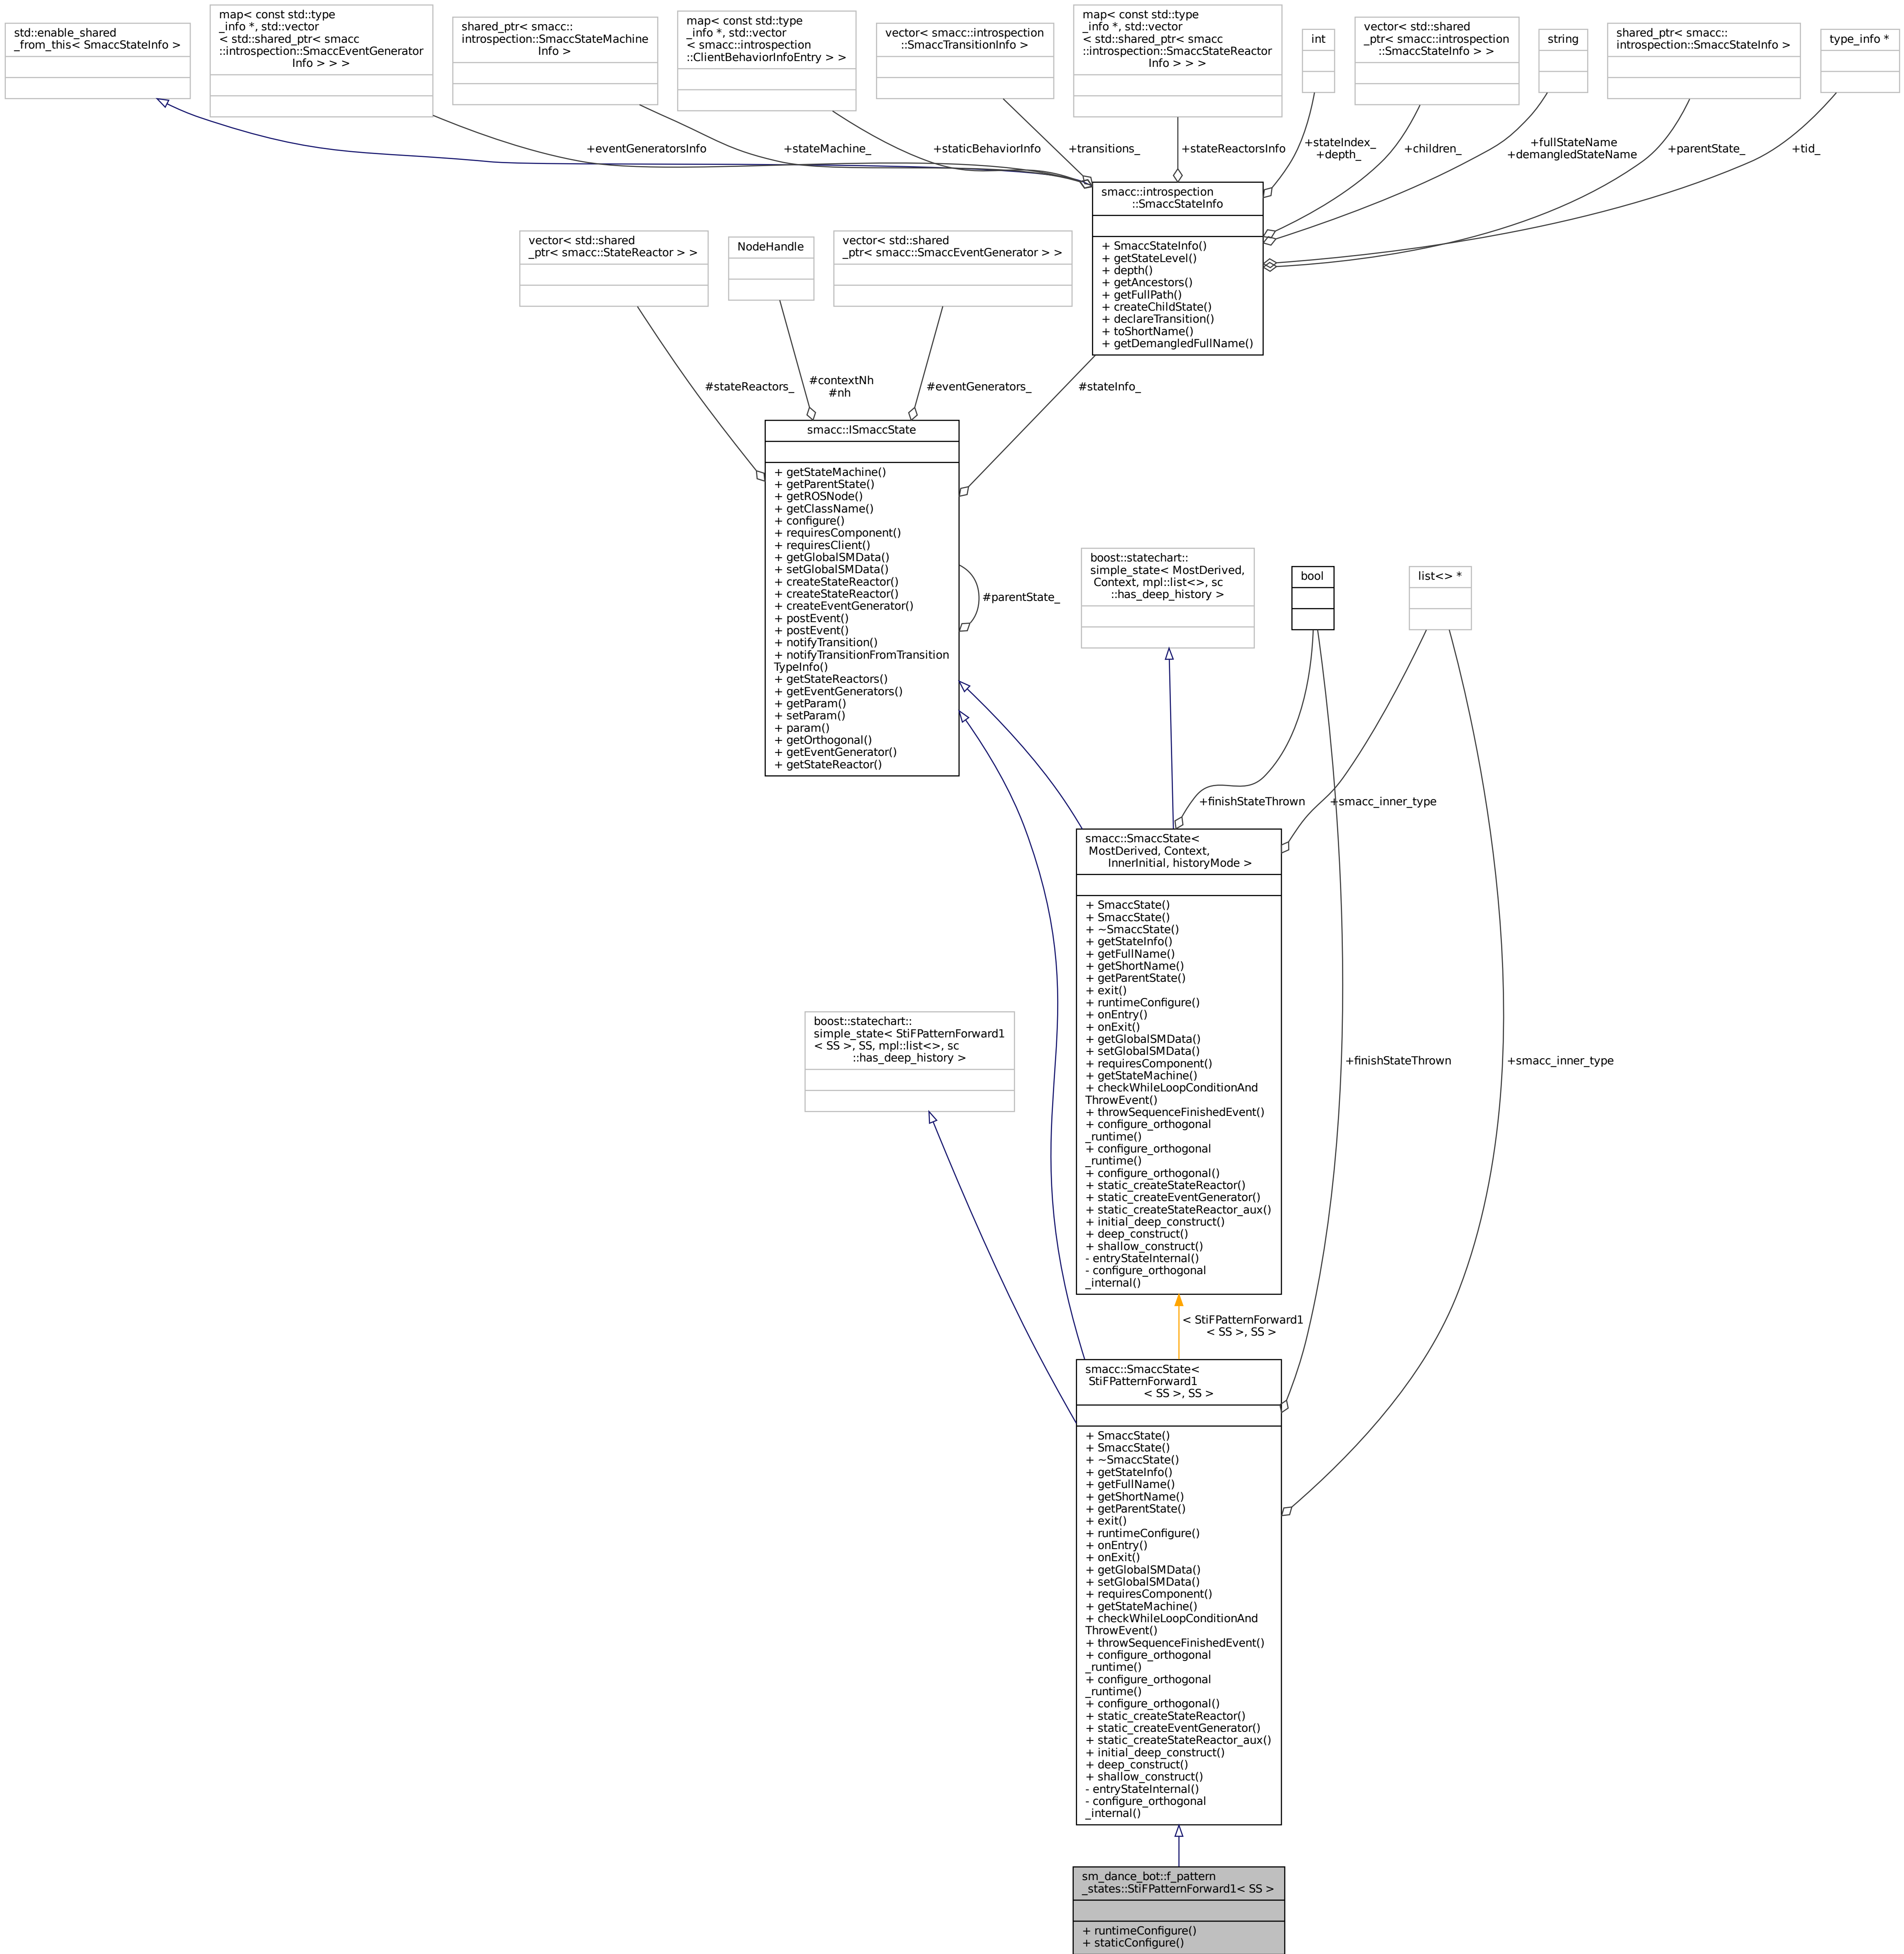 std::enable_shared
_from_this< SmaccStateInfo >
map< const std::type
_info *, std::vector
< std::shared_ptr< smacc
::introspection::SmaccEventGenerator
Info > > >
shared_ptr< smacc::
introspection::SmaccStateMachine
Info >
map< const std::type
_info *, std::vector
< smacc::introspection
::ClientBehaviorInfoEntry > >
vector< smacc::introspection
::SmaccTransitionInfo >
map< const std::type
_info *, std::vector
< std::shared_ptr< smacc
::introspection::SmaccStateReactor
Info > > >
int
vector< std::shared
_ptr< smacc::introspection
::SmaccStateInfo > >
string
shared_ptr< smacc::
introspection::SmaccStateInfo >
type_info *
+eventGeneratorsInfo
+stateMachine_
+staticBehaviorInfo
+transitions_
+stateReactorsInfo
+stateIndex_
+depth_
+children_
+fullStateName
+demangledStateName
+parentState_
+tid_
smacc::introspection
::SmaccStateInfo
+ SmaccStateInfo()
+ getStateLevel()
+ depth()
+ getAncestors()
+ getFullPath()
+ createChildState()
+ declareTransition()
+ toShortName()
+ getDemangledFullName()
vector< std::shared
_ptr< smacc::StateReactor > >
NodeHandle
vector< std::shared
_ptr< smacc::SmaccEventGenerator > >
#stateReactors_
#contextNh
#nh
#eventGenerators_
#stateInfo_
smacc::ISmaccState
+ getStateMachine()
+ getParentState()
+ getROSNode()
+ getClassName()
+ configure()
+ requiresComponent()
+ requiresClient()
+ getGlobalSMData()
+ setGlobalSMData()
+ createStateReactor()
+ createStateReactor()
+ createEventGenerator()
+ postEvent()
+ postEvent()
+ notifyTransition()
+ notifyTransitionFromTransition
TypeInfo()
+ getStateReactors()
+ getEventGenerators()
+ getParam()
+ setParam()
+ param()
+ getOrthogonal()
+ getEventGenerator()
+ getStateReactor()
#parentState_
boost::statechart::
simple_state< MostDerived,
Context, mpl::list<>, sc
::has_deep_history >
bool
list<> *
+finishStateThrown
+smacc_inner_type
smacc::SmaccState<
MostDerived, Context,
InnerInitial, historyMode >
+ SmaccState()
+ SmaccState()
+ ~SmaccState()
+ getStateInfo()
+ getFullName()
+ getShortName()
+ getParentState()
+ exit()
+ runtimeConfigure()
+ onEntry()
+ onExit()
+ getGlobalSMData()
+ setGlobalSMData()
+ requiresComponent()
+ getStateMachine()
+ checkWhileLoopConditionAnd
ThrowEvent()
+ throwSequenceFinishedEvent()
+ configure_orthogonal
_runtime()
+ configure_orthogonal
_runtime()
+ configure_orthogonal()
+ static_createStateReactor()
+ static_createEventGenerator()
+ static_createStateReactor_aux()
+ initial_deep_construct()
+ deep_construct()
+ shallow_construct()
- entryStateInternal()
- configure_orthogonal
_internal()
boost::statechart::
simple_state< StiFPatternForward1
< SS >, SS, mpl::list<>, sc
::has_deep_history >
+finishStateThrown
+smacc_inner_type
< StiFPatternForward1
< SS >, SS >
smacc::SmaccState<
StiFPatternForward1
< SS >, SS >
+ SmaccState()
+ SmaccState()
+ ~SmaccState()
+ getStateInfo()
+ getFullName()
+ getShortName()
+ getParentState()
+ exit()
+ runtimeConfigure()
+ onEntry()
+ onExit()
+ getGlobalSMData()
+ setGlobalSMData()
+ requiresComponent()
+ getStateMachine()
+ checkWhileLoopConditionAnd
ThrowEvent()
+ throwSequenceFinishedEvent()
+ configure_orthogonal
_runtime()
+ configure_orthogonal
_runtime()
+ configure_orthogonal()
+ static_createStateReactor()
+ static_createEventGenerator()
+ static_createStateReactor_aux()
+ initial_deep_construct()
+ deep_construct()
+ shallow_construct()
- entryStateInternal()
- configure_orthogonal
_internal()
sm_dance_bot::f_pattern
_states::StiFPatternForward1< SS >
+ runtimeConfigure()
+ staticConfigure()